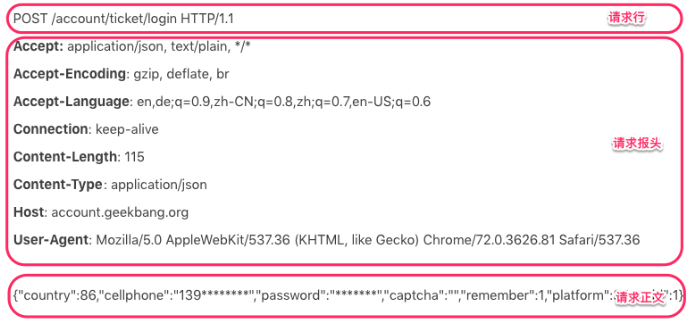 POST /account/ticket/login HTTP/1.1 请求行
Accept: application/json, text/plain, */*
Accept-Encoding: gzip, deflate, br
Accept-Language: en,de;q=0.9,zh-CN;q=0.8,zh;q=0.7,en-US;q=0.6
Connection: keep-alive
请求报头
Content-Length: 115
Content-Type: application/json
Host: account.geekbang.org
User-Agent: Mozilla/5.0 AppleWebKit/537.36 (KHTML, like Gecko) Chrome/72.0.3626.81 Safari/537.36
{"country":86,"cellphone":"139********","password":"*******","captcha":"","remember":1,"platform": 请求正文 :1}